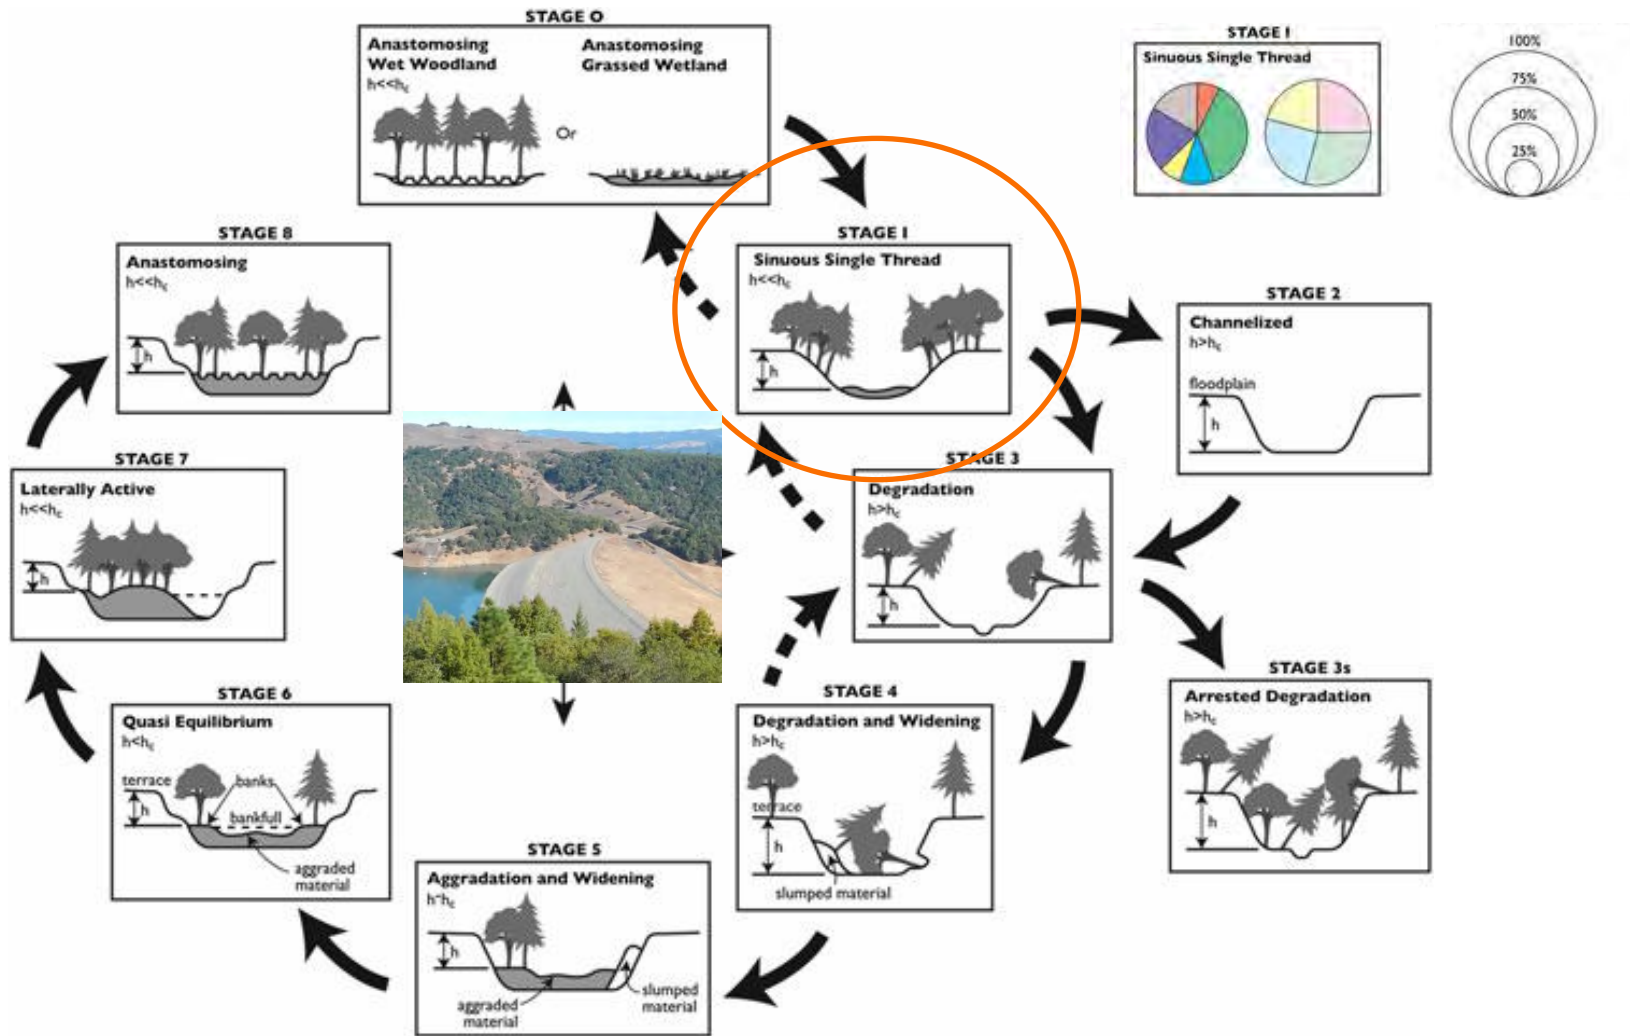 STAGE 0
Anastomosing
Wet Woodland
h<<hc
Or
Anastomosing
Grassed Wetland
STAGE 1
Sinuous Single Thread
100%
75%
50%
25%
STAGE 8
Anastomosing
h<<hc
h
STAGE 1
Sinuous Single Thread
h<<hc
h
STAGE 2
Channelized
h>hc
floodplain
h
STAGE 7
Laterally Active
h<<hc
h
STAGE 3
Degradation
h>hc
h
STAGE 6
Quasi Equilibrium
h<hc
terrace
banks
h
bankfull
aggraded
material
STAGE 4
Degradation and Widening
h>hc
terrace
h
slumped material
STAGE 3s
Arrested Degradation
h>hc
h
STAGE 5
Aggradation and Widening
h~hc
h
aggraded
material
slumped
material